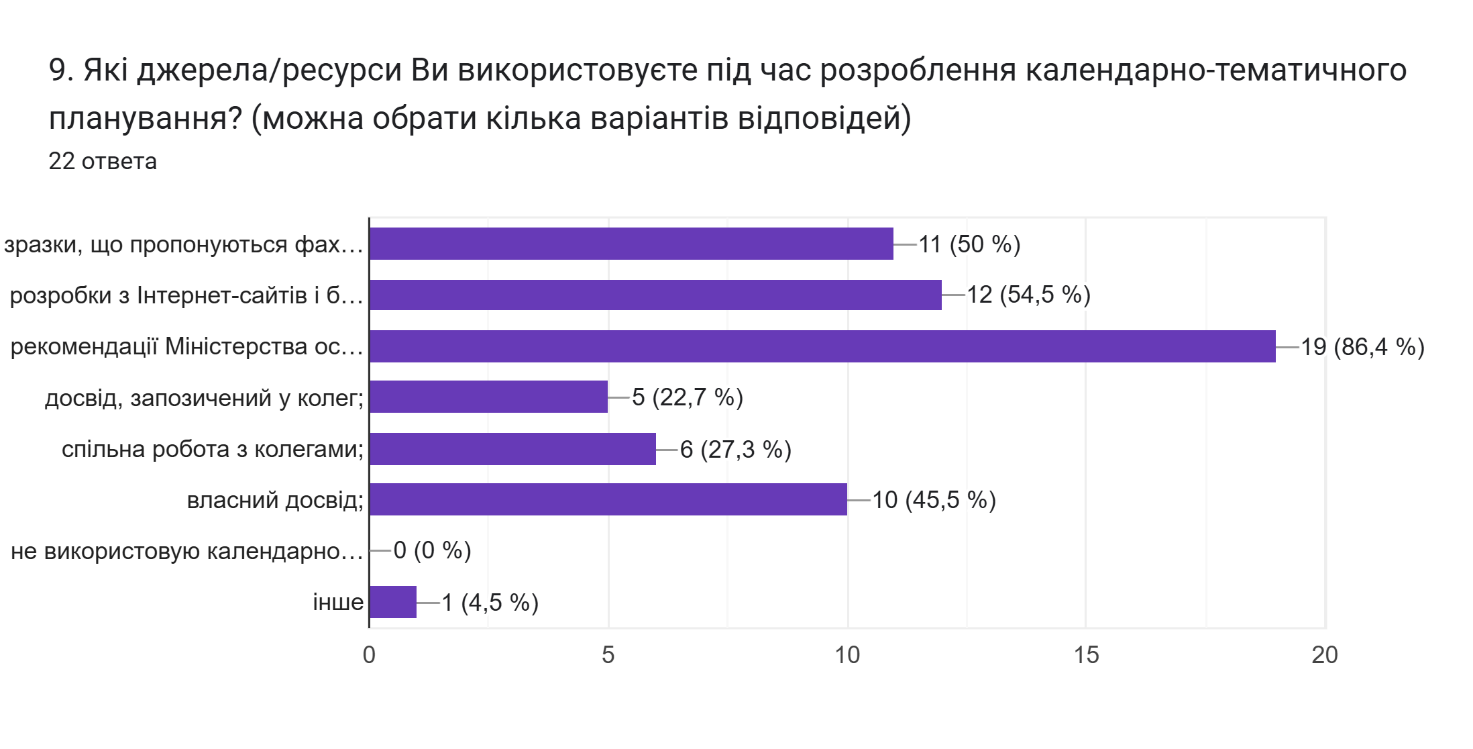 9. Які джерела/ресурси Ви використовуєте під час розроблення календарно-тематичного
планування? (можна обрати кілька варіантів відповідей)
22 ответа
зразки, що пропонуються фах…
11 (50 %)
розробки з Інтернет-сайтів і б…
12 (54,5 %)
рекомендації Міністерства ос…
19 (86,4 %)
досвід, запозичений у колег;
5 (22,7 %)
спільна робота з колегами;
6 (27,3 %)
власний досвід;
10 (45,5 %)
не використовую календарно…
0 (0 %)
інше
1 (4,5 %)
0 5 10 15 20